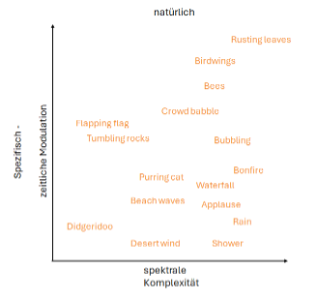 natürlich
Rusting leaves
Birdwings
Bees
Crowd babble
Flapping flag
Tumbling rocks
Bubbling
Bonfire
Purring cat
Waterfall
Beach waves
Applause
Rain
Didgeridoo
Desert wind
Shower
Spezifisch -
zeitliche Modulation
spektrale
Komplexität